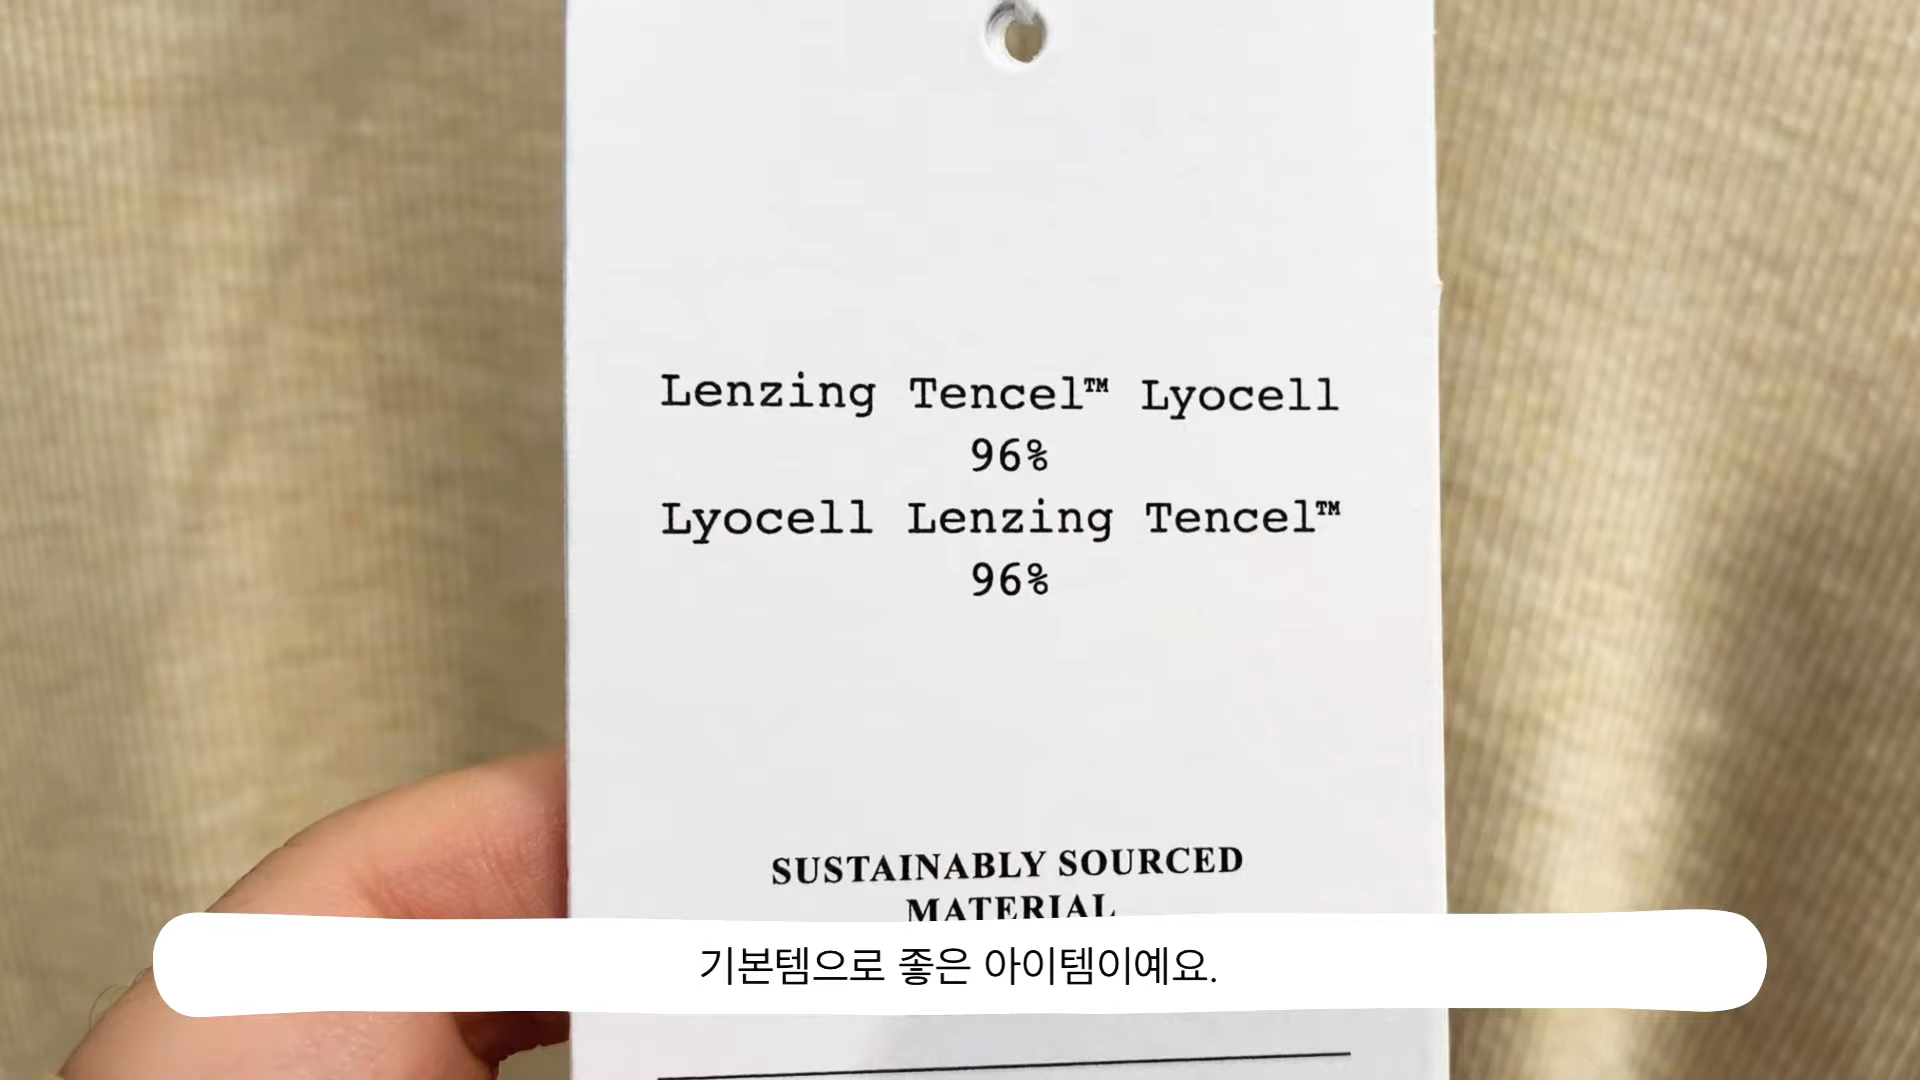 Lenzing Tencel™ Lyocell
96%
Lyocell Lenzing Tencel™
96%
SUSTAINABLY SOURCED
MATERIAL
기본템으로 좋은 아이템이예요.